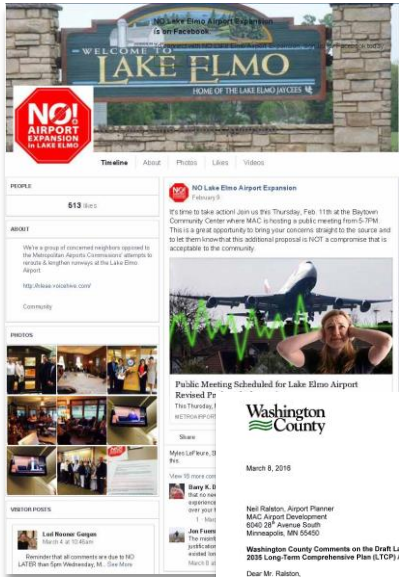 NO Lake Elmo Airport Expansion
is on Facebook
WELCOME TO
LAKE ELMO
HOME OF THE LAKE ELMO JAYCEES
NO!
AIRPORT
EXPANSION
in LAKE ELMO
Timeline
About
Photos
Likes
Videos
PEOPLE
513 likes
ABOUT
We're a group of concerned neighbors opposed to
the Metropolitan Airports Commissions' attempts to
reroute & lengthen runways at the Lake Elmo
Airport.
Community
PHOTOS
VISITOR POSTS
March 4 at 10:46am
Reminder that all comments are due to NO
LATER than 5pm Wednesday, M... See More
NO Lake Elmo Airport Expansion
February 8
It's time to take action! Join us this Thursday, Feb. 11th at the Baytown
Community Center where MAC is hosting a public meeting from 5-7PM.
This is a great opportunity to bring your concerns straight to the source and
to let them know that this additional proposal is NOT a compromise that is
acceptable to the community.
Public Meeting Scheduled for Lake Elmo Airport
Revised
This Thursday,
Share
View 10 more
Washington
County
March 8, 2016
Neil Ralston, Airport Planner
MAC Airport Development
6040 28th Avenue South
Minneapolis, MN 55450
Washington County Comments on the Draft La
2035 Long-Term Comprehensive Plan (LTCP)
Dear Mr. Ralston,